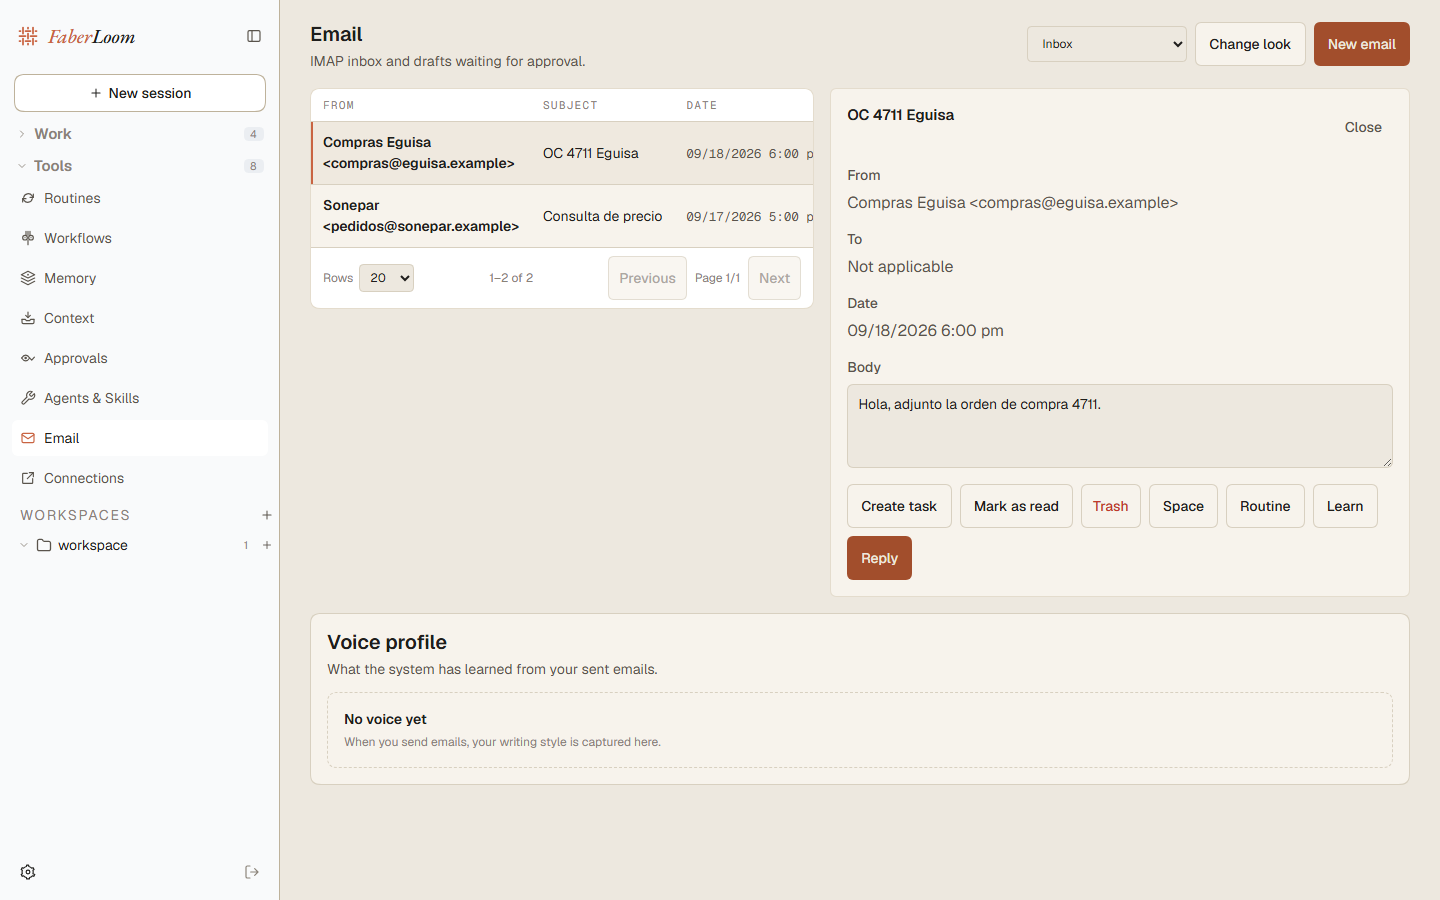 FaberLoom
New session
Work 4
Tools 8
Routines
Workflows
Memory
Context
Approvals
Agents & Skills
Email
Connections
WORKSPACES
workspace 1
Email
IMAP inbox and drafts waiting for approval.
Inbox
Change look
New email
FROM SUBJECT DATE
Compras Eguisa
<compras@eguisa.example>
OC 4711 Eguisa
09/18/2026 6:00 p
Sonepar
<pedidos@sonepar.example>
Consulta de precio
09/17/2026 5:00 p
Rows 20 1–2 of 2 Previous Page 1/1 Next
OC 4711 Eguisa
Close
From
Compras Eguisa <compras@eguisa.example>
To
Not applicable
Date
09/18/2026 6:00 pm
Body
Hola, adjunto la orden de compra 4711.
Create task Mark as read Trash Space Routine Learn
Reply
Voice profile
What the system has learned from your sent emails.
No voice yet
When you send emails, your writing style is captured here.